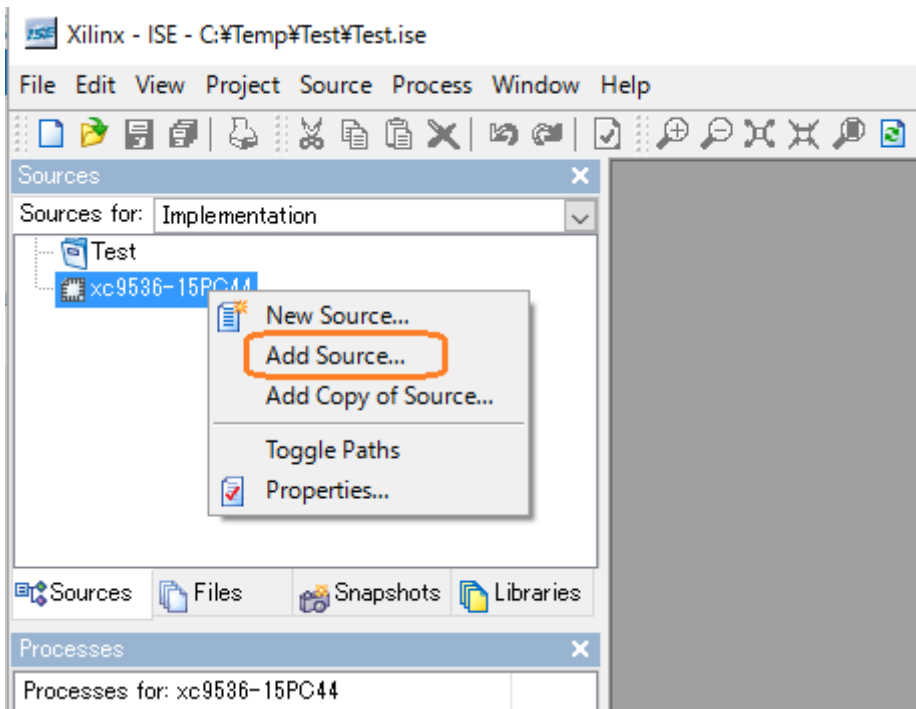 ISE Xilinx - ISE - C:¥Temp¥Test¥Test.ise
File Edit View Project Source Process Window Help
Sources
Sources for: Implementation
Test
xc9536-15PC44
New Source...
Add Source...
Add Copy of Source...
Toggle Paths
Properties...
Sources Files Snapshots Libraries
Processes
Processes for: xc9536-15PC44